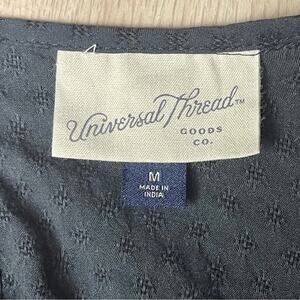 Universal Thread™
GOODS
CO.
M
MADE IN
INDIA